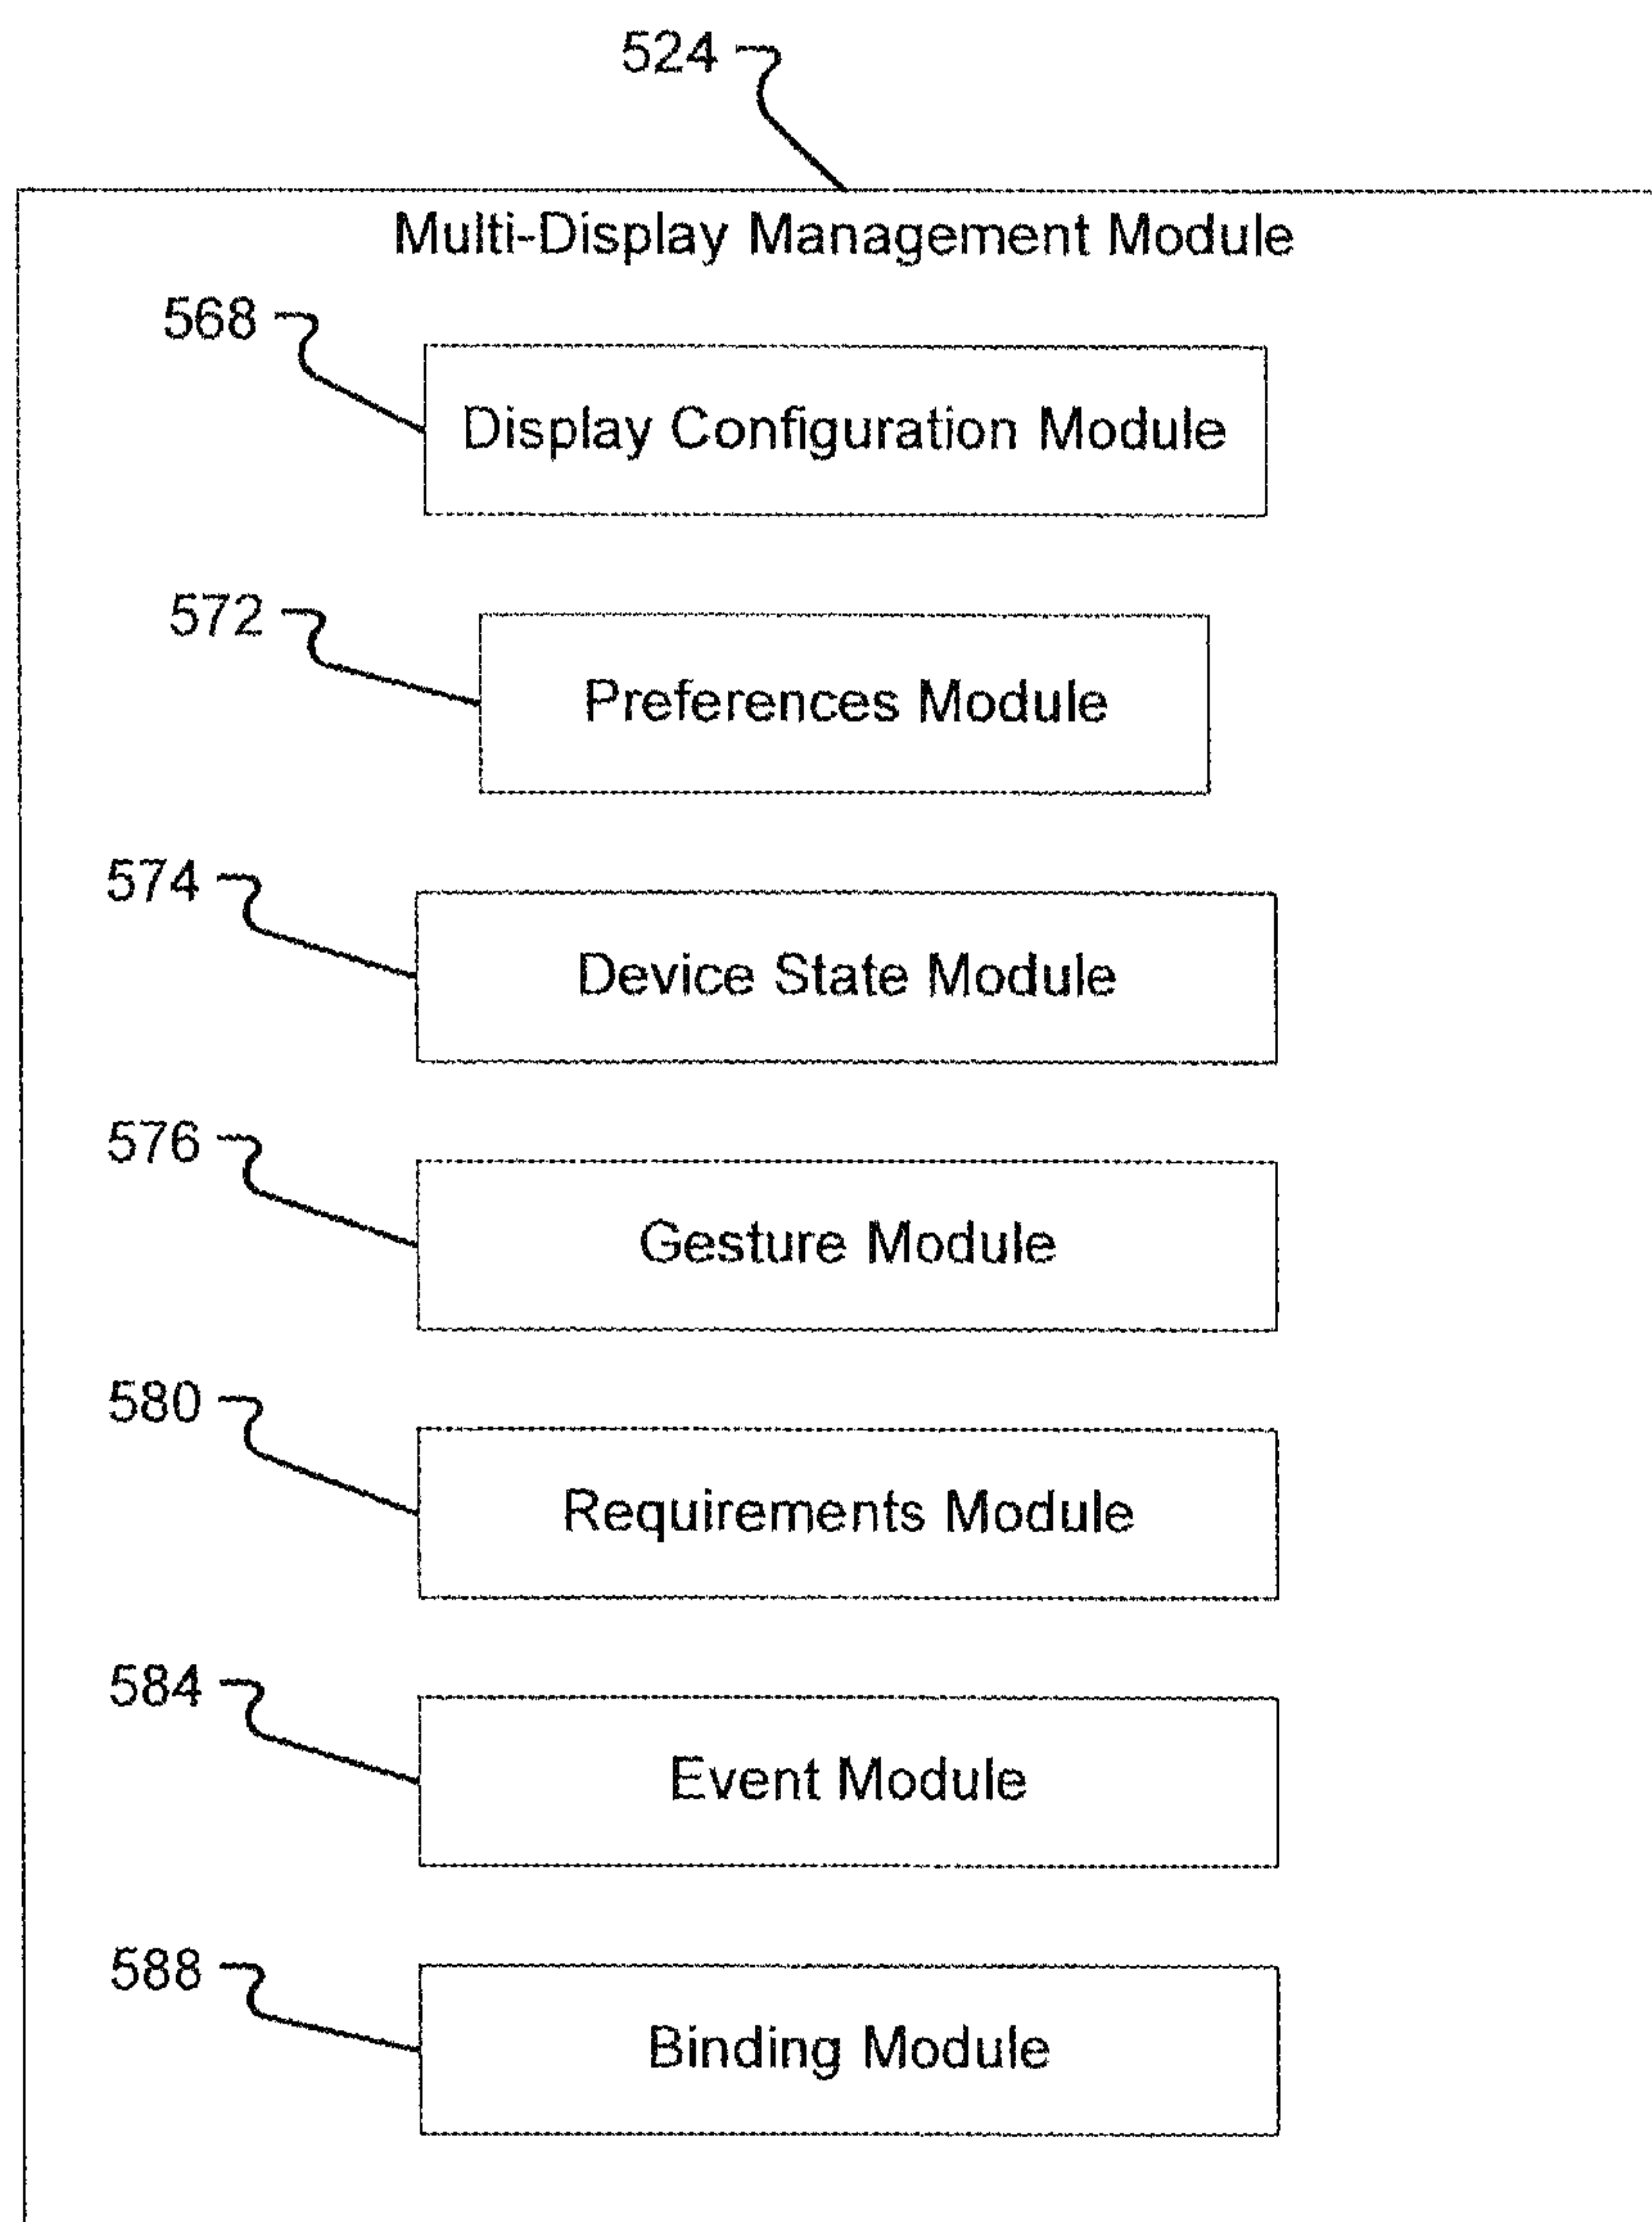 524
Multi-Display Management Module
568
Display Configuration Module
572
Preferences Module
574
Device State Module
576
Gesture Module
580
Requirements Module
584
Event Module
588
Binding Module